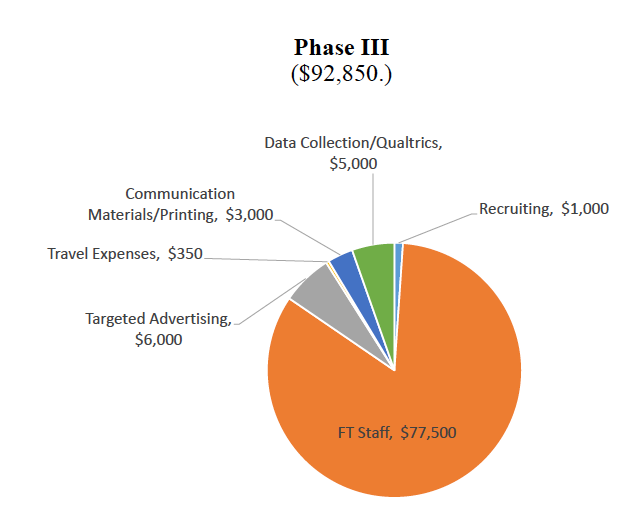 Phase III
($92,850.)
Data Collection/Qualtrics,
$5,000
Communication
Materials/Printing, $3,000
Recruiting, $1,000
Travel Expenses, $350
Targeted Advertising,
$6,000
FT Staff, $77,500